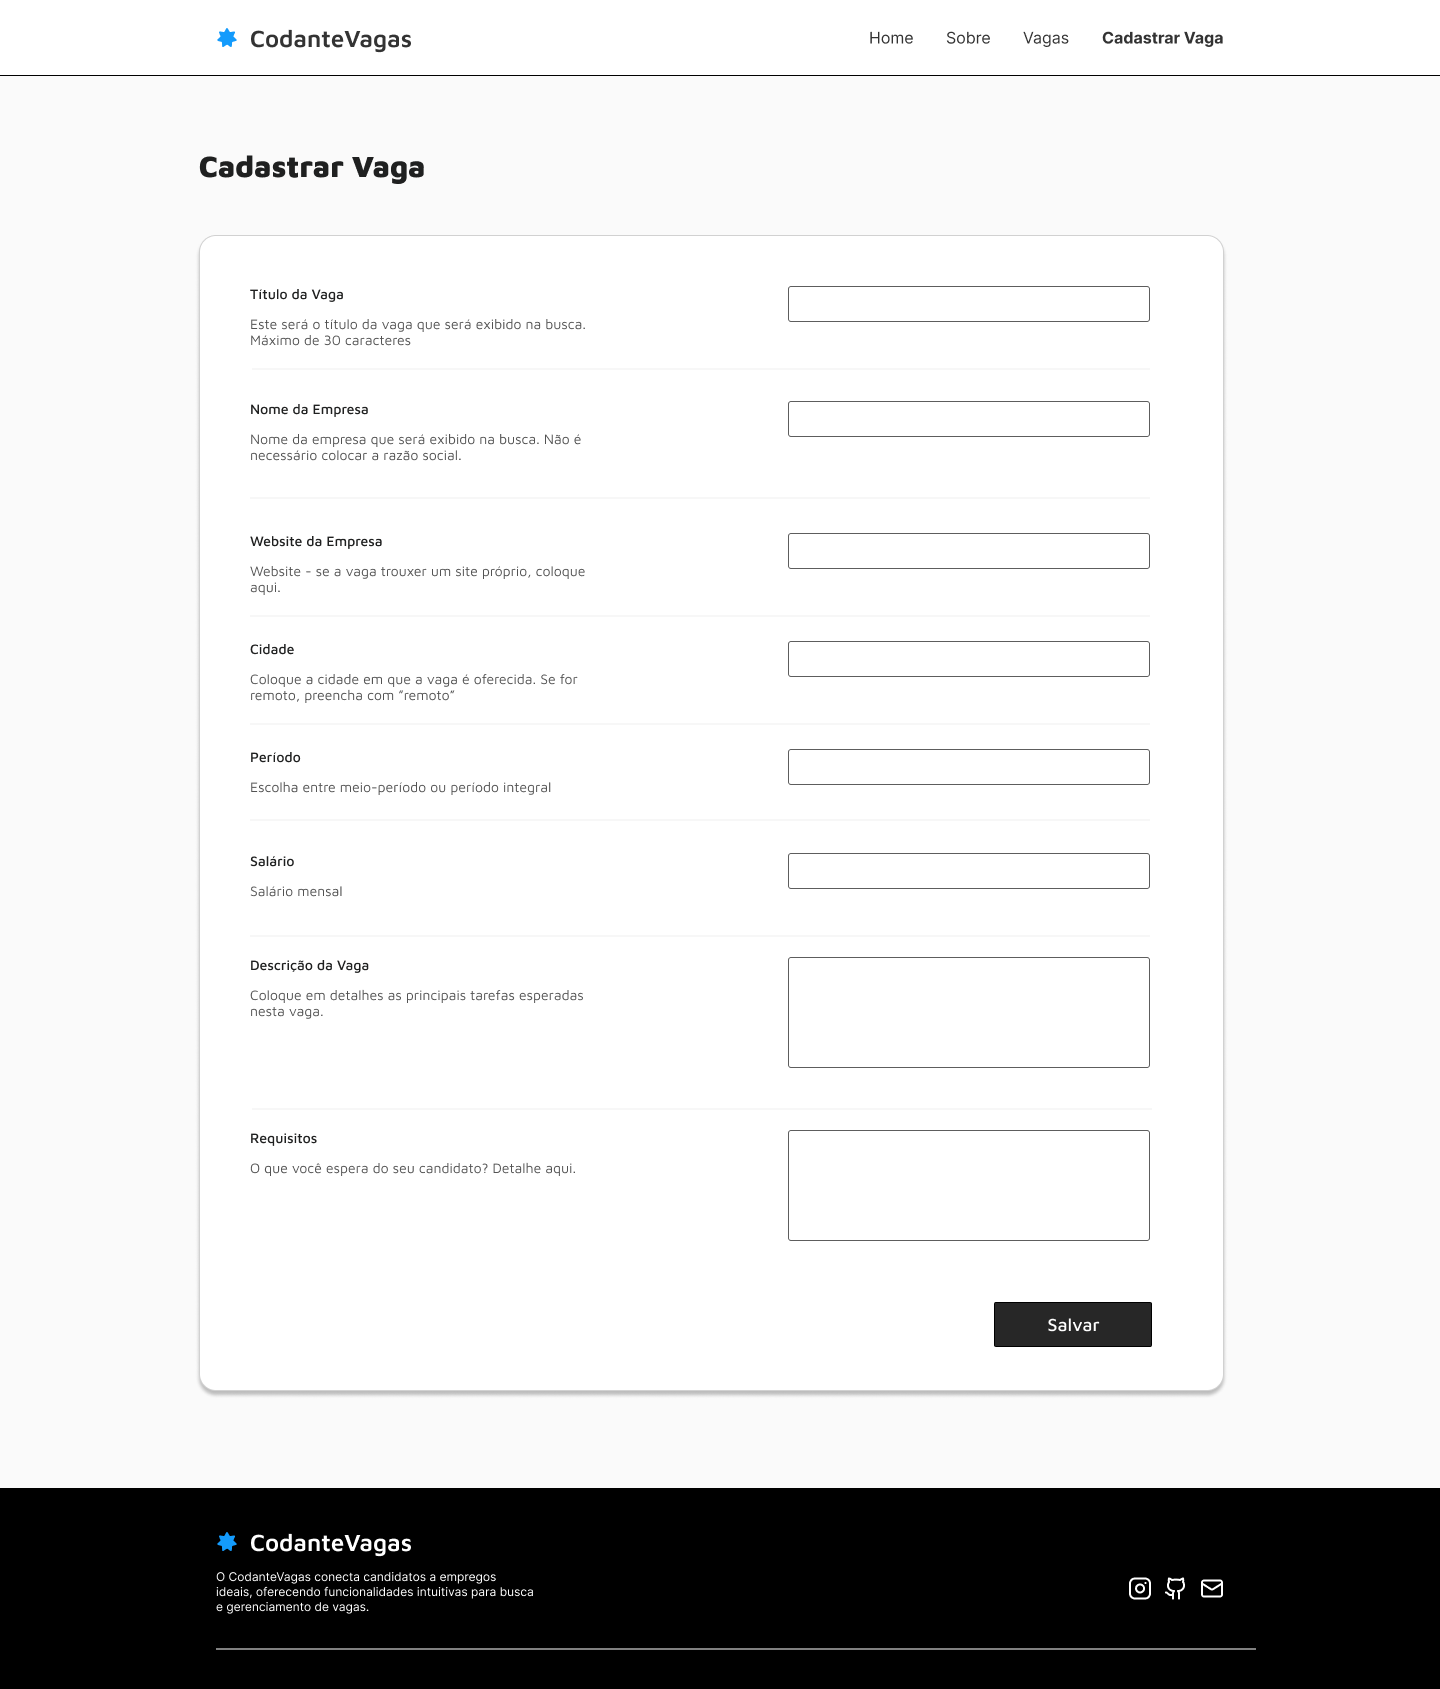 CodanteVagas
Home Sobre Vagas Cadastrar Vaga
Cadastrar Vaga
Título da Vaga
Este será o título da vaga que será exibido na busca.
Máximo de 30 caracteres
Nome da Empresa
Nome da empresa que será exibido na busca. Não é
necessário colocar a razão social.
Website da Empresa
Website - se a vaga trouxer um site próprio, coloque
aqui.
Cidade
Coloque a cidade em que a vaga é oferecida. Se for
remoto, preencha com “remoto”
Período
Escolha entre meio-período ou período integral
Salário
Salário mensal
Descrição da Vaga
Coloque em detalhes as principais tarefas esperadas
nesta vaga.
Requisitos
O que você espera do seu candidato? Detalhe aqui.
Salvar
CodanteVagas
O CodanteVagas conecta candidatos a empregos
ideais, oferecendo funcionalidades intuitivas para busca
e gerenciamento de vagas.